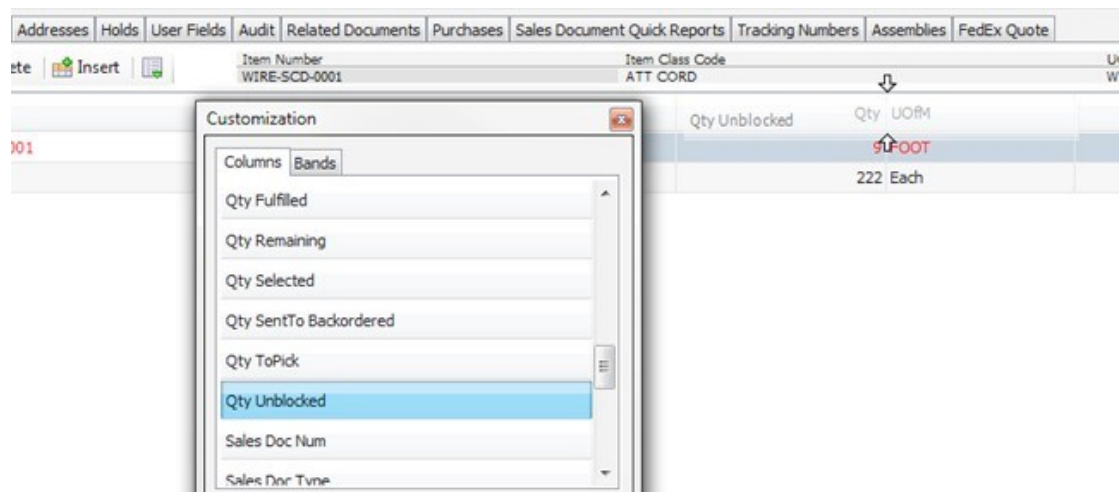 Addresses Holds User Fields Audit Related Documents Purchases Sales Document Quick Reports Tracking Numbers Assemblies FedEx Quote
ete Insert
Item Number Item Class Code
WIRE-SCD-0001 ATT CORD
Qty Unblocked Qty UOfM
001 9 FOOT
222 Each
Customization
Columns Bands
Qty Fulfilled
Qty Remaining
Qty Selected
Qty SentTo Backordered
Qty ToPick
Qty Unblocked
Sales Doc Num
Sales Doc Type